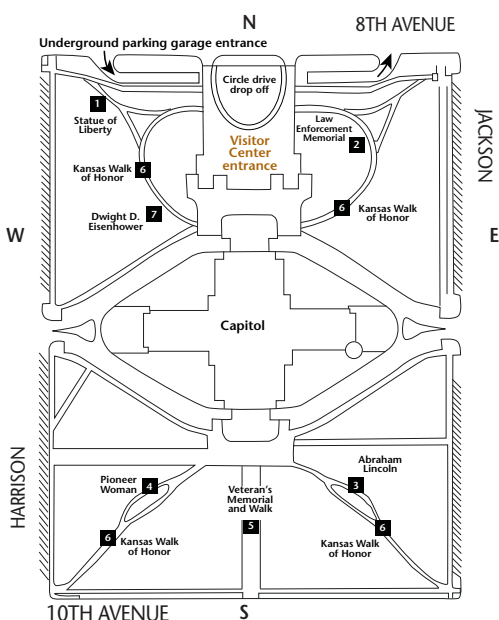 N
8TH AVENUE
Underground parking garage entrance
Circle drive
drop off
1
Statue of
Liberty
Law
Enforcement
Memorial
2
JACKSON
Visitor
Center
entrance
Kansas Walk
of Honor
6
6
Kansas Walk
of Honor
Dwight D.
Eisenhower
7
W
E
Capitol
HARRISON
Pioneer
Woman
4
Veteran's
Memorial
and Walk
5
Abraham
Lincoln
3
6
Kansas Walk
of Honor
Kansas Walk
of Honor
6
10TH AVENUE
S